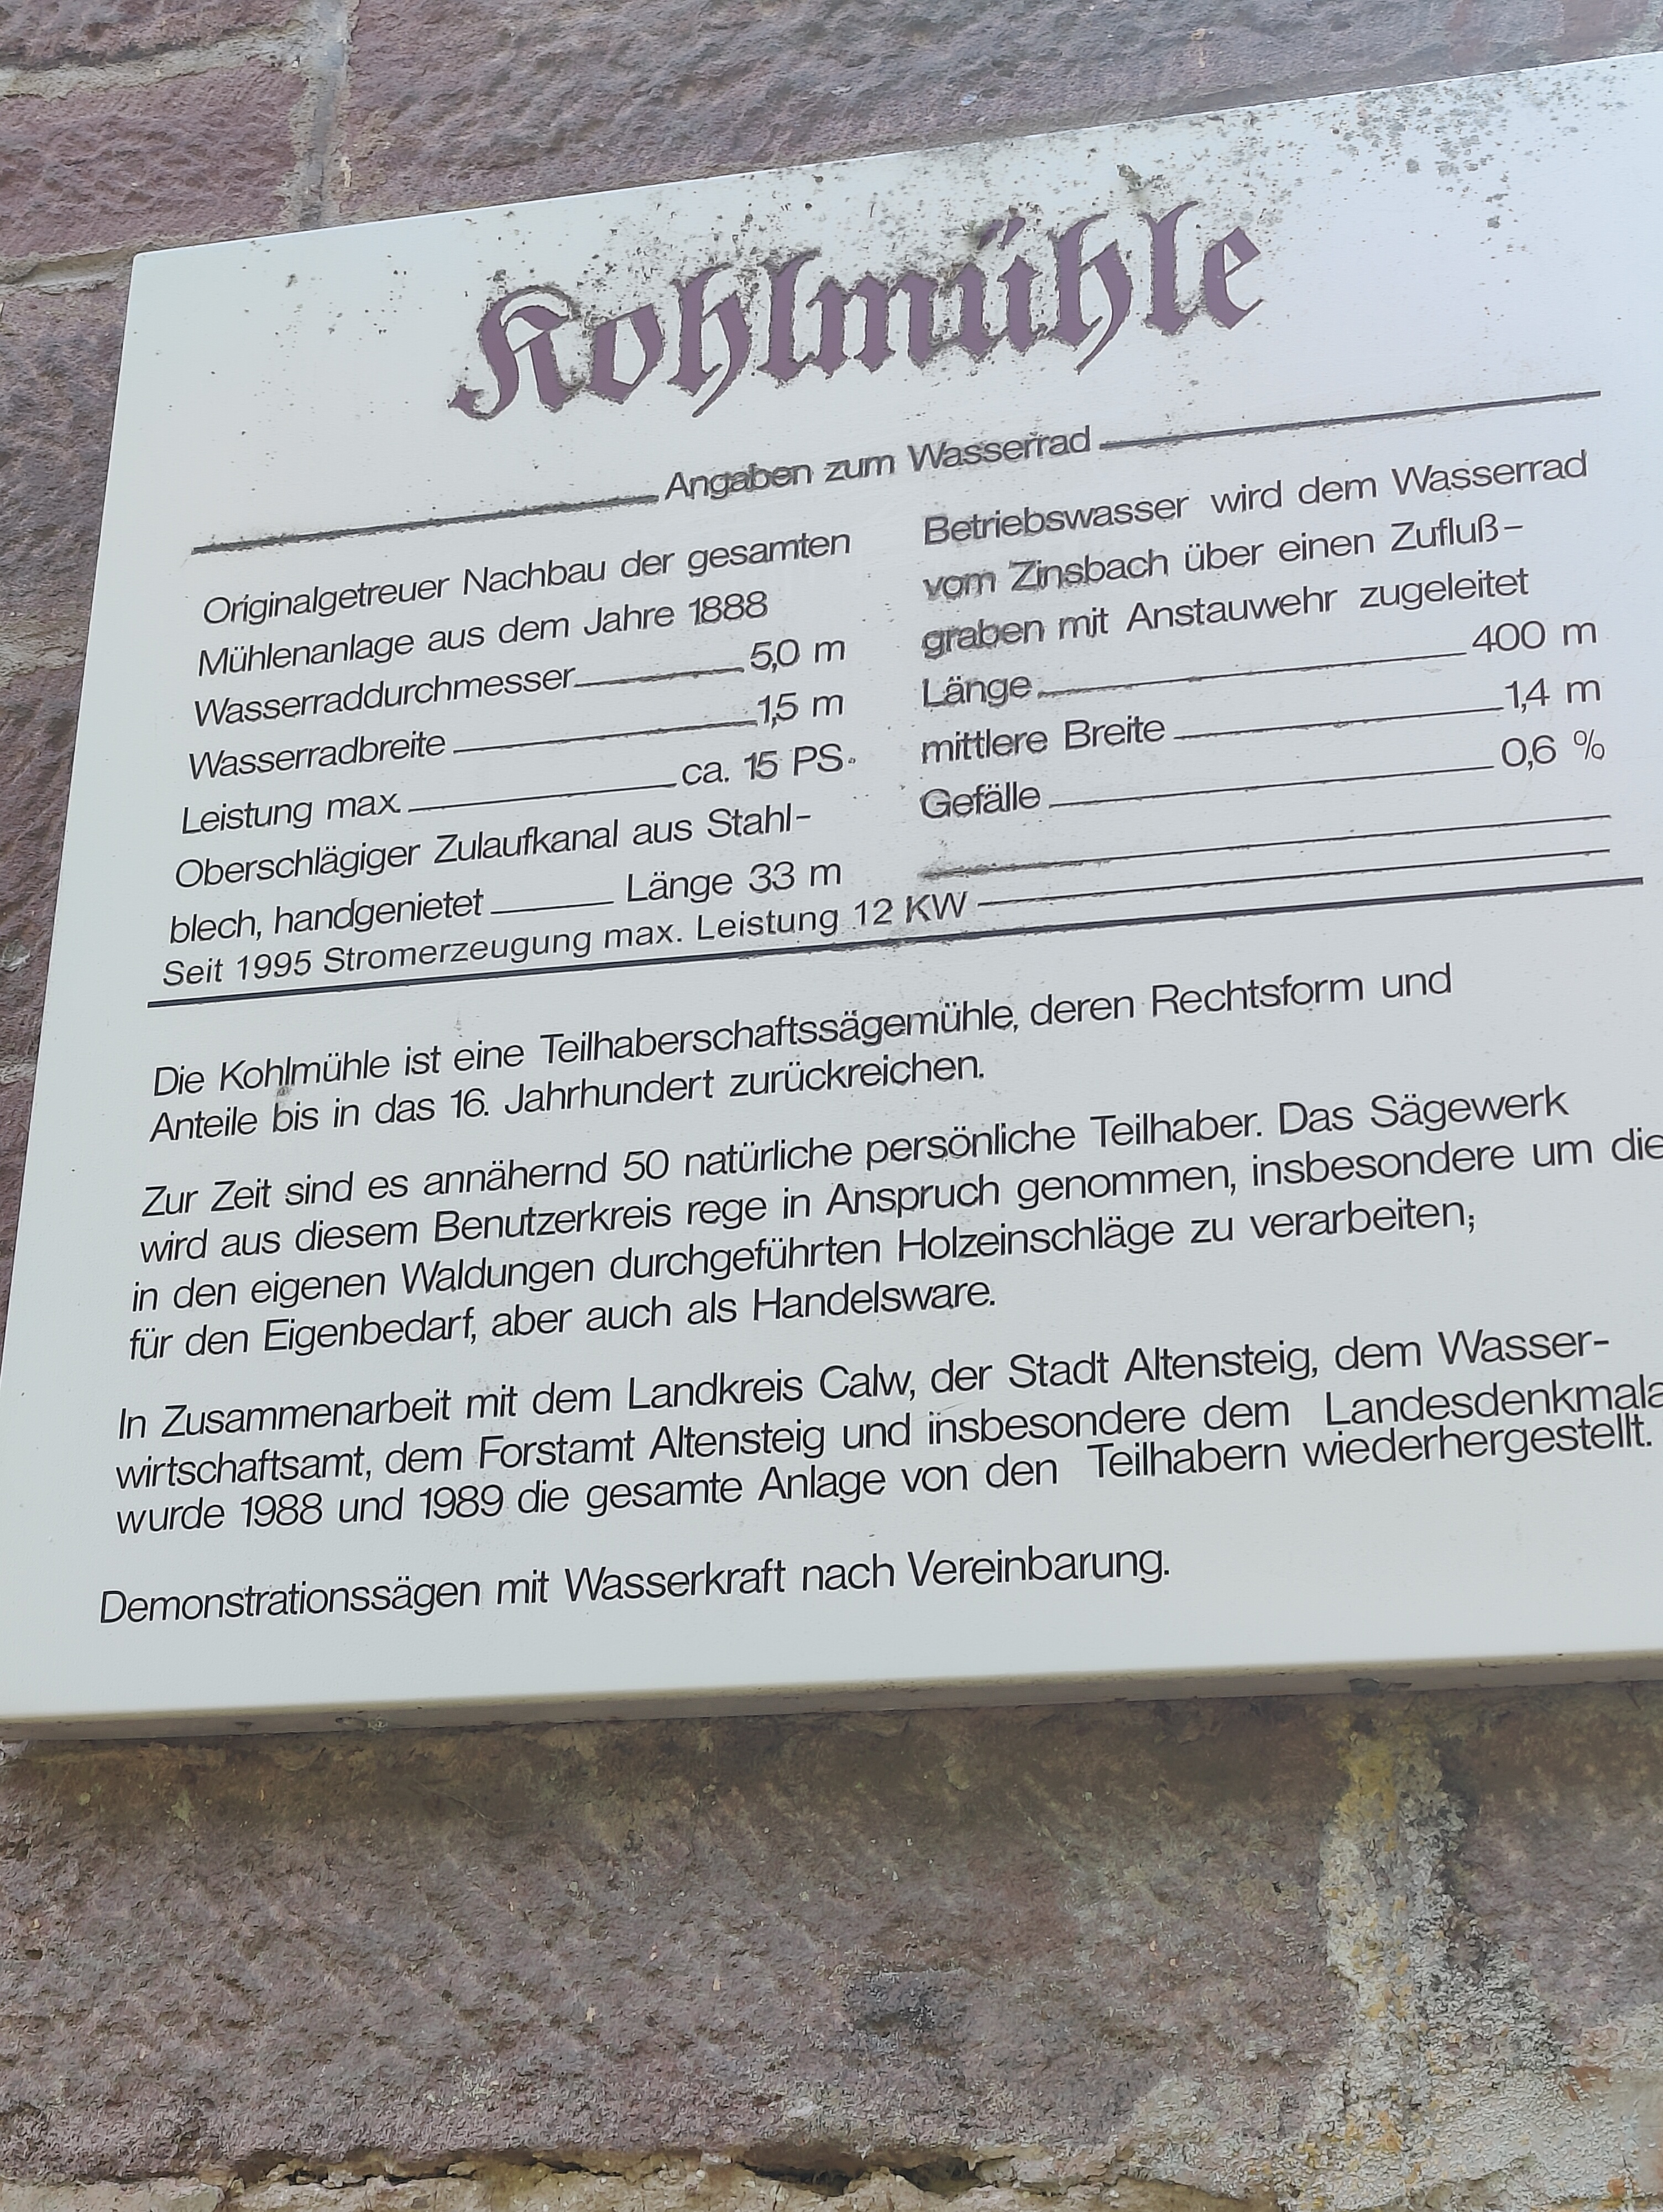 Kohlmühle
Angaben zum Wasserrad
Originalgetreuer Nachbau der gesamten
Mühlenanlage aus dem Jahre 1888
Wasserraddurchmesser 5,0 m
Wasserradbreite 1,5 m
Leistung max. ca. 15 PS.
Oberschlägiger Zulaufkanal aus Stahl-
blech, handgenietet Länge 33 m
Betriebswasser wird dem Wasserrad
vom Zinsbach über einen Zufluß-
graben mit Anstauwehr zugeleitet
Länge 400 m
mittlere Breite 1,4 m
Gefälle 0,6 %
Seit 1995 Stromerzeugung max. Leistung 12 KW
Die Kohlmühle ist eine Teilhaberschaftssägemühle, deren Rechtsform und
Anteile bis in das 16. Jahrhundert zurückreichen.
Zur Zeit sind es annähernd 50 natürliche persönliche Teilhaber. Das Sägewerk
wird aus diesem Benutzerkreis rege in Anspruch genommen, insbesondere um die
in den eigenen Waldungen durchgeführten Holzeinschläge zu verarbeiten;
für den Eigenbedarf, aber auch als Handelsware.
In Zusammenarbeit mit dem Landkreis Calw, der Stadt Altensteig, dem Wasser-
wirtschaftsamt, dem Forstamt Altensteig und insbesondere dem Landesdenkmala
wurde 1988 und 1989 die gesamte Anlage von den Teilhabern wiederhergestellt.
Demonstrationssägen mit Wasserkraft nach Vereinbarung.